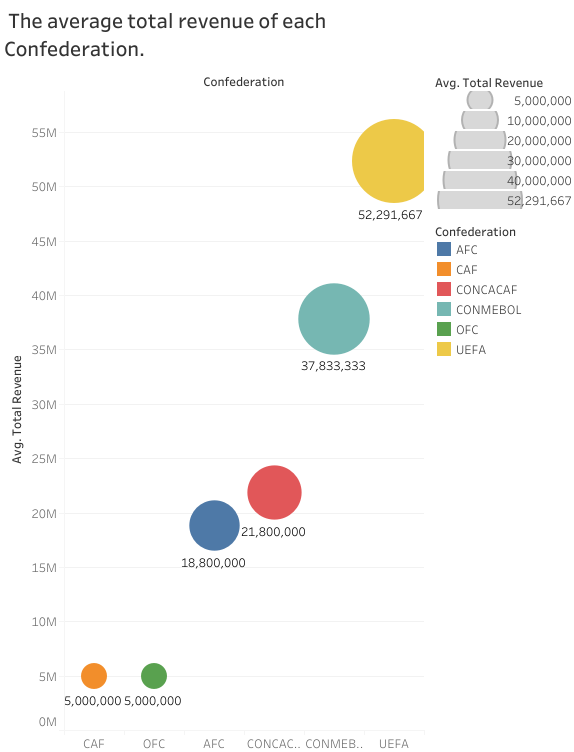 The average total revenue of each
Confederation.
Confederation
Avg. Total Revenue
55M
50M
45M
40M
35M
30M
25M
20M
15M
10M
5M
0M
52,291,667
37,833,333
21,800,000
18,800,000
5,000,000
5,000,000
CAF
OFC
AFC
CONCAC..
CONMEB..
UEFA
Avg. Total Revenue
5,000,000
10,000,000
20,000,000
30,000,000
40,000,000
52,291,667
Confederation
AFC
CAF
CONCACAF
CONMEBOL
OFC
UEFA